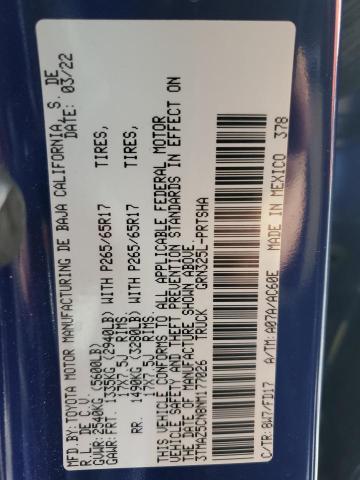 MFD.BY:TOYOTA MOTOR MANUFACTURING DE BAJA CALIFORNIA, S. DE
R.L. DE C.V. DATE: 03/22
GVWR: 2540KG (5600LB)
GAWR: FRT. 1335KG (2940LB) WITH P265/65R17 TIRES,
17X7.5J RIMS,
RR. 1490KG (3280LB) WITH P265/65R17 TIRES,
17X7.5J RIMS.
THIS VEHICLE CONFORMS TO ALL APPLICABLE FEDERAL MOTOR
VEHICLE SAFETY AND THEFT PREVENTION STANDARDS IN EFFECT ON
THE DATE OF MANUFACTURE SHOWN ABOVE.
3TMAZ5CN8NM177026 TRUCK GRN325L-PRTSMA
C/TR: 8W7/FD17 A/TM: A07A/AC60E MADE IN MEXICO 378